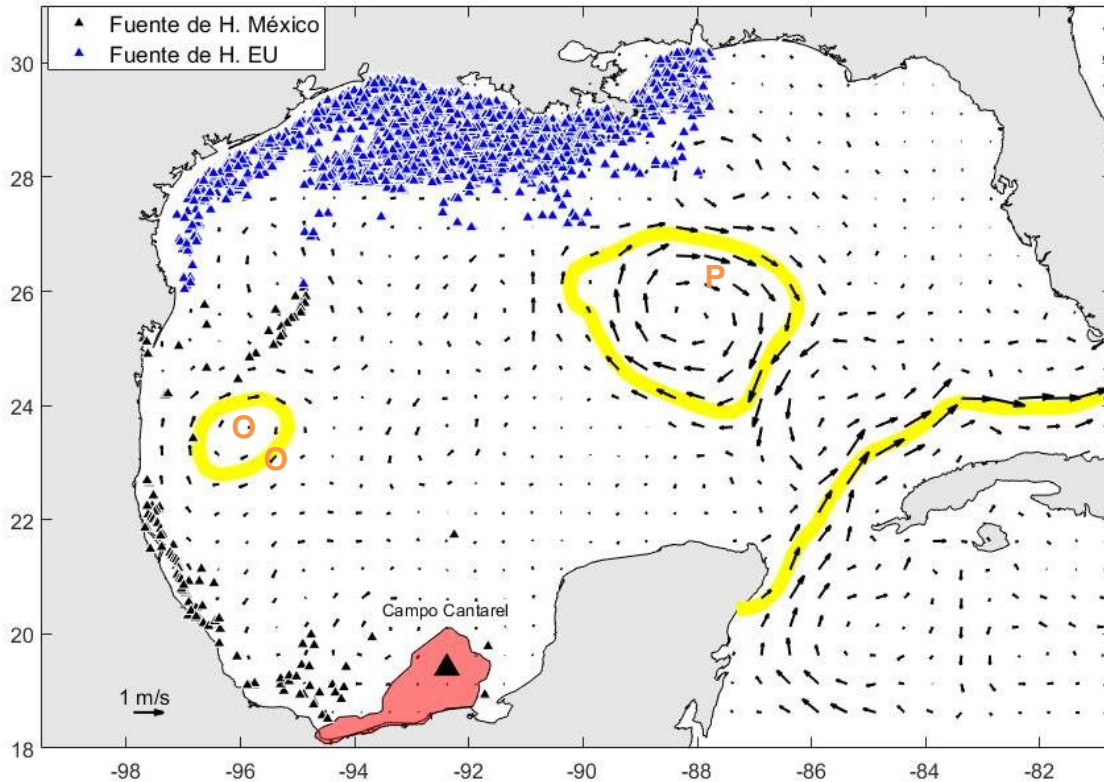 Fuente de H. México
Fuente de H. EU
30
28
P
26
24
O
O
22
Campo Cantarel
20
1 m/s
18
-98
-96
-94
-92
-90
-88
-86
-84
-82